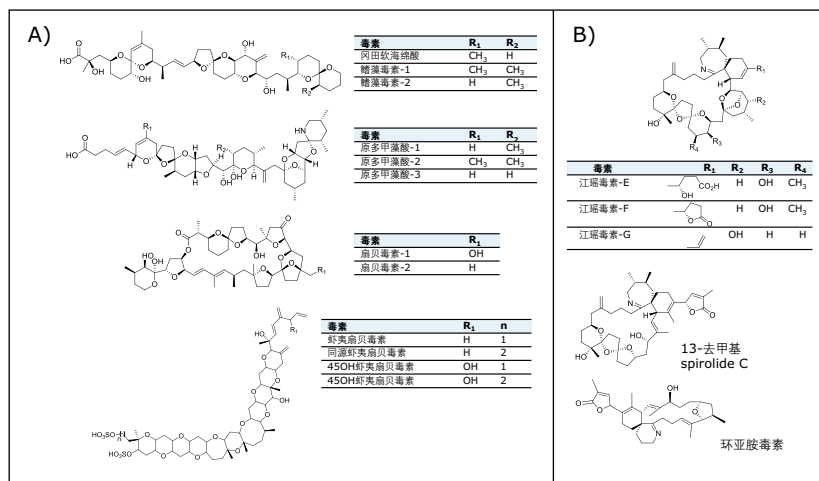 A)
毒素 R1 R2
冈田软海绵酸 CH3 H
鳍藻毒素-1 CH3 CH3
鳍藻毒素-2 H CH3
毒素 R1 R2
原多甲藻酸-1 H CH3
原多甲藻酸-2 CH3 CH3
原多甲藻酸-3 H H
毒素 R1
扇贝毒素-1 OH
扇贝毒素-2 H
毒素 R1 n
虾夷扇贝毒素 H 1
同源虾夷扇贝毒素 H 2
45OH虾夷扇贝毒素 OH 1
45OH虾夷扇贝毒素 OH 2
B)
毒素 R1 R2 R3 R4
江瑶毒素-E OH CO2H H OH CH3
江瑶毒素-F O O H OH CH3
江瑶毒素-G OH H H
13-去甲基
spirolide C
环亚胺毒素